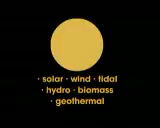 · solar · wind · tidal
· hydro · biomass
· geothermal